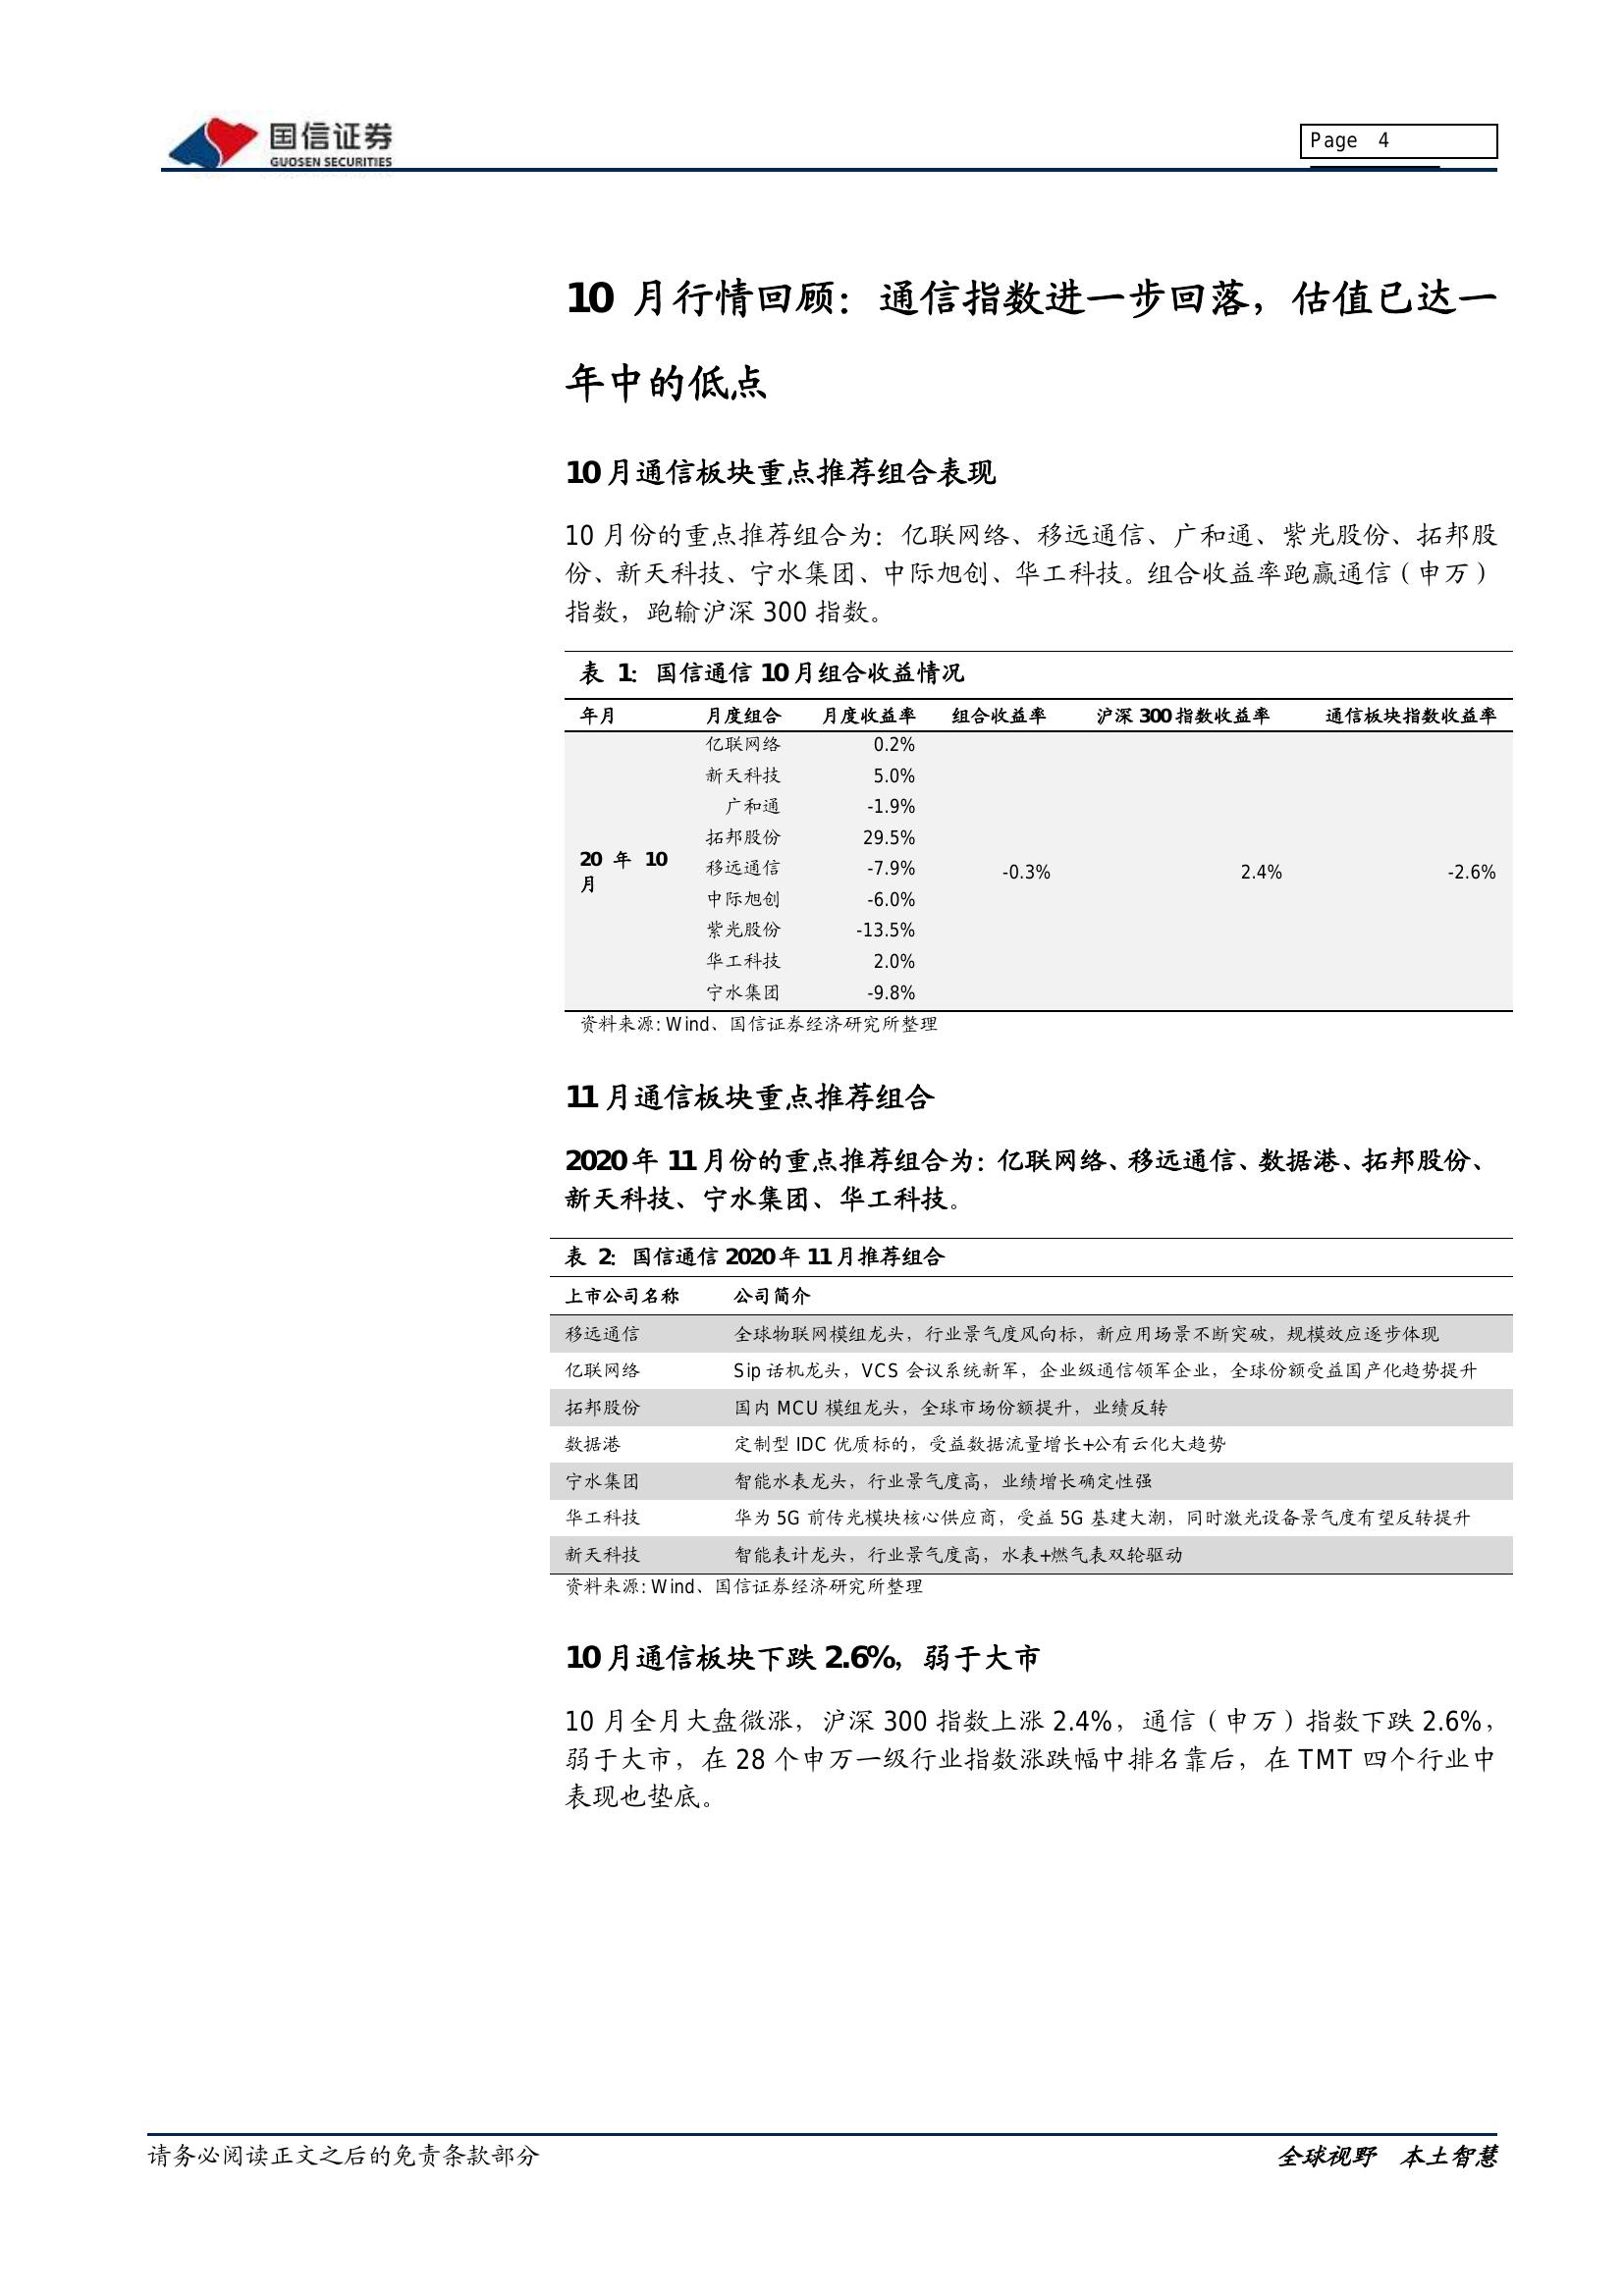 国信证券
GUOSEN SECURITIES
Page 4
10 月行情回顾：通信指数进一步回落，估值已达一
年中的低点
10 月通信板块重点推荐组合表现
10 月份的重点推荐组合为：亿联网络、移远通信、广和通、紫光股份、拓邦股
份、新天科技、宁水集团、中际旭创、华工科技。组合收益率跑赢通信（申万）
指数，跑输沪深 300 指数。
表 1：国信通信 10 月组合收益情况
年月 月度组合 月度收益率 组合收益率 沪深 300 指数收益率 通信板块指数收益率
亿联网络 0.2%
新天科技 5.0%
广和通 -1.9%
拓邦股份 29.5%
20 年 10
月
移远通信 -7.9% -0.3% 2.4% -2.6%
中际旭创 -6.0%
紫光股份 -13.5%
华工科技 2.0%
宁水集团 -9.8%
资料来源: Wind、国信证券经济研究所整理
11 月通信板块重点推荐组合
2020 年 11 月份的重点推荐组合为：亿联网络、移远通信、数据港、拓邦股份、
新天科技、宁水集团、华工科技。
表 2：国信通信 2020 年 11 月推荐组合
上市公司名称 公司简介
移远通信 全球物联网模组龙头，行业景气度风向标，新应用场景不断突破，规模效应逐步体现
亿联网络 Sip 话机龙头，VCS 会议系统新军，企业级通信领军企业，全球份额受益国产化趋势提升
拓邦股份 国内 MCU 模组龙头，全球市场份额提升，业绩反转
数据港 定制型 IDC 优质标的，受益数据流量增长+公有云化大趋势
宁水集团 智能水表龙头，行业景气度高，业绩增长确定性强
华工科技 华为 5G 前传光模块核心供应商，受益 5G 基建大潮，同时激光设备景气度有望反转提升
新天科技 智能表计龙头，行业景气度高，水表+燃气表双轮驱动
资料来源: Wind、国信证券经济研究所整理
10 月通信板块下跌 2.6%，弱于大市
10 月全月大盘微涨，沪深 300 指数上涨 2.4%，通信（申万）指数下跌 2.6%，
弱于大市，在 28 个申万一级行业指数涨跌幅中排名靠后，在 TMT 四个行业中
表现也垫底。
请务必阅读正文之后的免责条款部分
全球视野 本土智慧